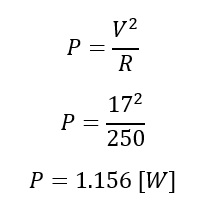 P = V²/R
P = 17²/250
P = 1.156 [W]